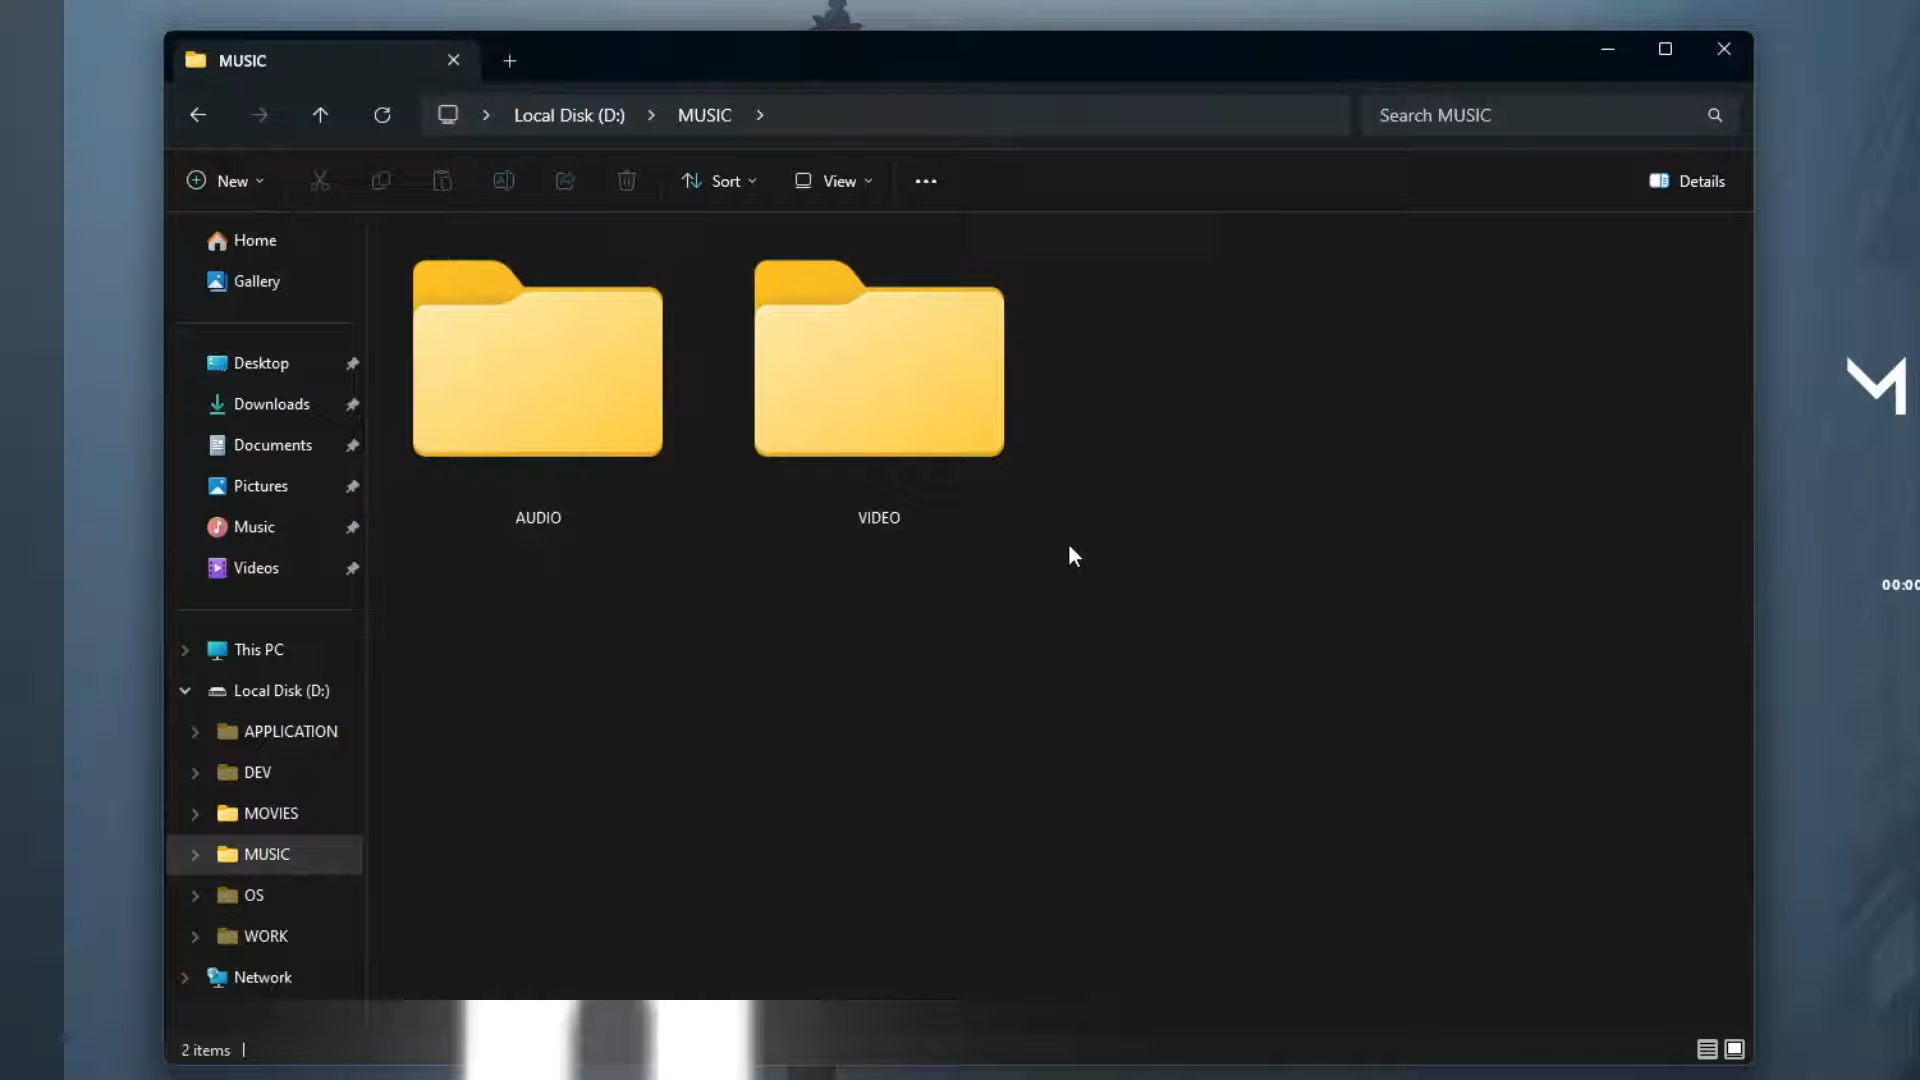 MUSIC
Local Disk (D:) MUSIC
Search MUSIC
New
Sort
View
Details
Home
Gallery
Desktop
Downloads
Documents
Pictures
Music
Videos
This PC
Local Disk (D:)
APPLICATION
DEV
MOVIES
MUSIC
OS
WORK
Network
AUDIO
VIDEO
2 items